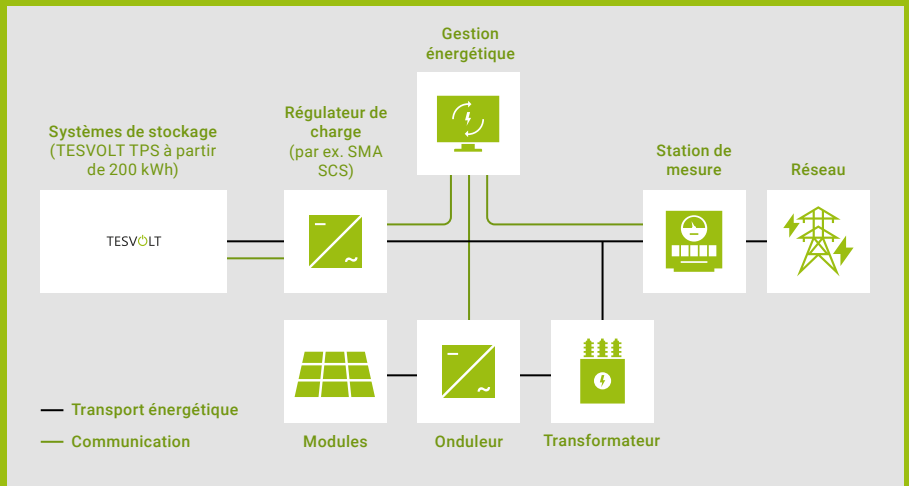 Gestion
énergétique
Régulateur de
charge
(par ex. SMA
SCS)
Systèmes de stockage
(TESVOLT TPS à partir
de 200 kWh)
Station de
mesure
Réseau
TESVOLT
Transport énergétique
Communication
Modules
Onduleur
Transformateur